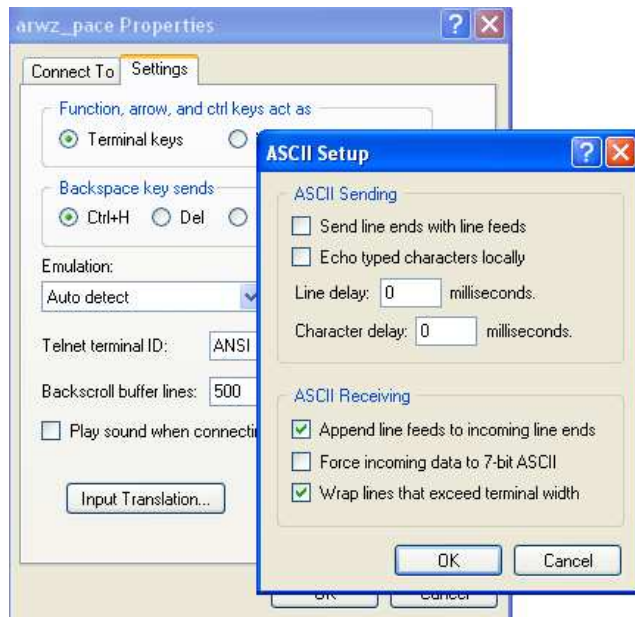 arwz_pace Properties
Connect To
Settings
Function, arrow, and ctrl keys act as
Terminal keys
Backspace key sends
Ctrl+H
Del
Emulation:
Auto detect
Telnet terminal ID:
ANSI
Backscroll buffer lines:
500
Play sound when connecti
Input Translation...
ASCII Setup
ASCII Sending
Send line ends with line feeds
Echo typed characters locally
Line delay: 0 milliseconds.
Character delay: 0 milliseconds.
ASCII Receiving
Append line feeds to incoming line ends
Force incoming data to 7-bit ASCII
Wrap lines that exceed terminal width
OK
Cancel
OK
Cancel